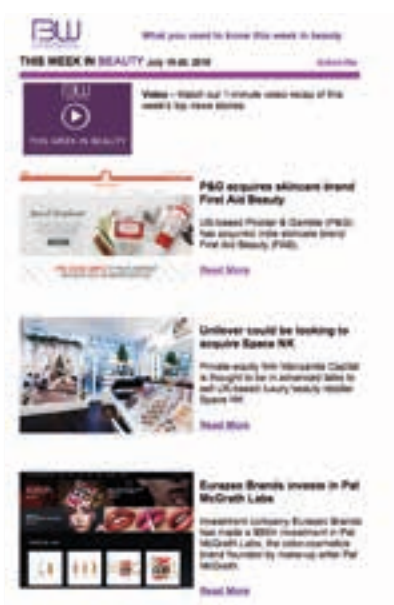 BW
What you need to know this week in beauty
THIS WEEK IN BEAUTY July 2018
Subscribe
BW
THIS WEEK IN BEAUTY
Video – Watch our 1-minute video recap of this
week's top news stories
P&G acquires skincare brand
First Aid Beauty
US-based Procter & Gamble (P&G)
has acquired indie skincare brand
First Aid Beauty (FAB).
Read More
Unilever could be looking to
acquire Space NK
Private equity firm Manzanita Capital
is thought to be in advanced talks to
sell UK-based luxury beauty retailer
Space NK
Read More
Eurazeo Brands invests in Pat
McGrath Labs
Investment company Eurazeo Brands
has made a investment in Pat
McGrath Labs, the color cosmetics
brand founded by make-up artist Pat
McGrath.
Read More